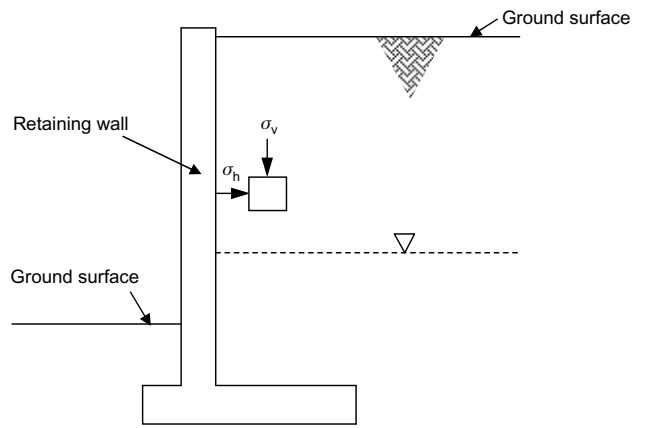 Ground surface
Retaining wall
σv
σh
Ground surface